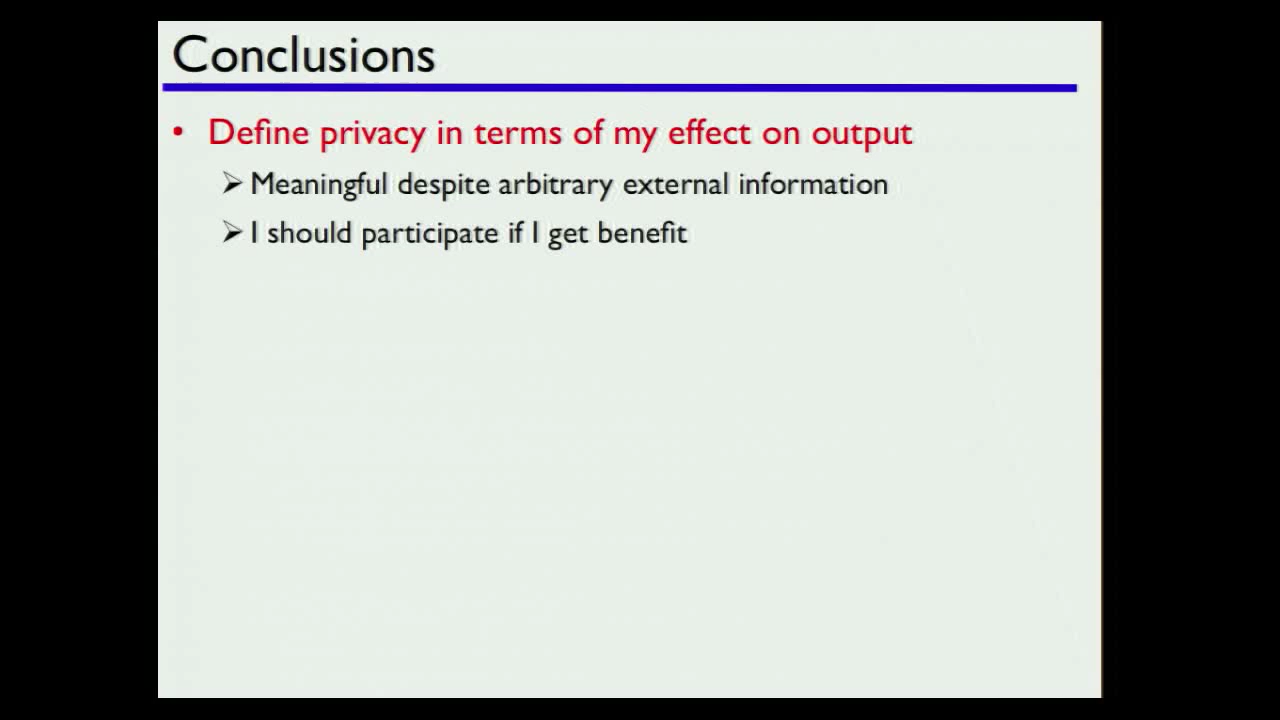 Conclusions
• Define privacy in terms of my effect on output
➢ Meaningful despite arbitrary external information
➢ I should participate if I get benefit